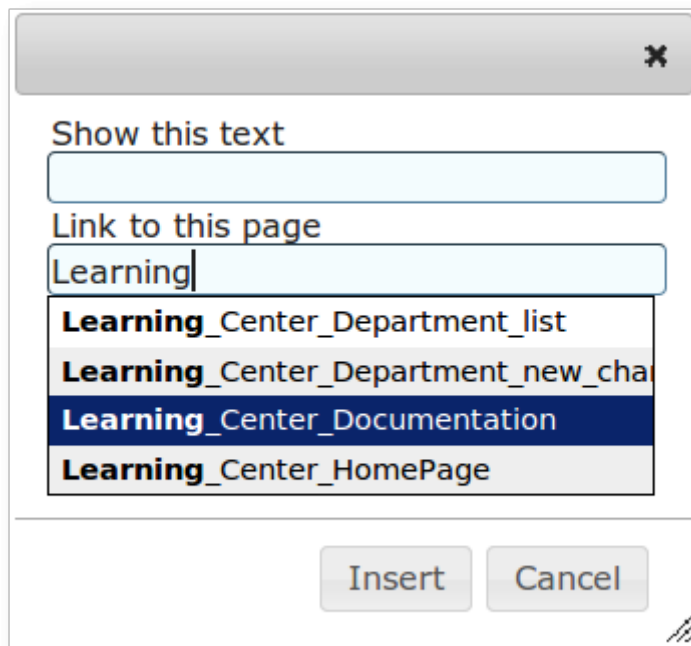 Show this text
Link to this page
Learning
Learning_Center_Department_list
Learning_Center_Department_new_cha
Learning_Center_Documentation
Learning_Center_HomePage
Insert Cancel